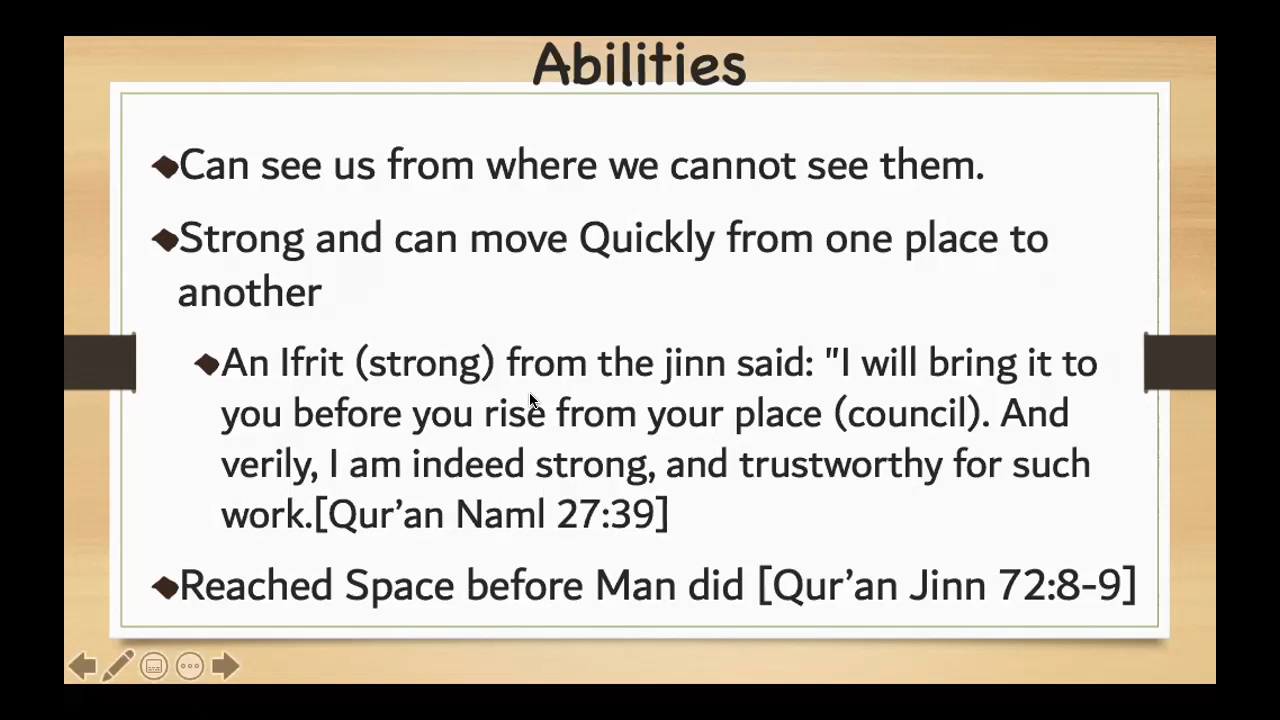 Abilities
Can see us from where we cannot see them.
Strong and can move Quickly from one place to
another
An Ifrit (strong) from the jinn said: "I will bring it to
you before you rise from your place (council). And
verily, I am indeed strong, and trustworthy for such
work.[Qur’an Naml 27:39]
Reached Space before Man did [Qur’an Jinn 72:8-9]